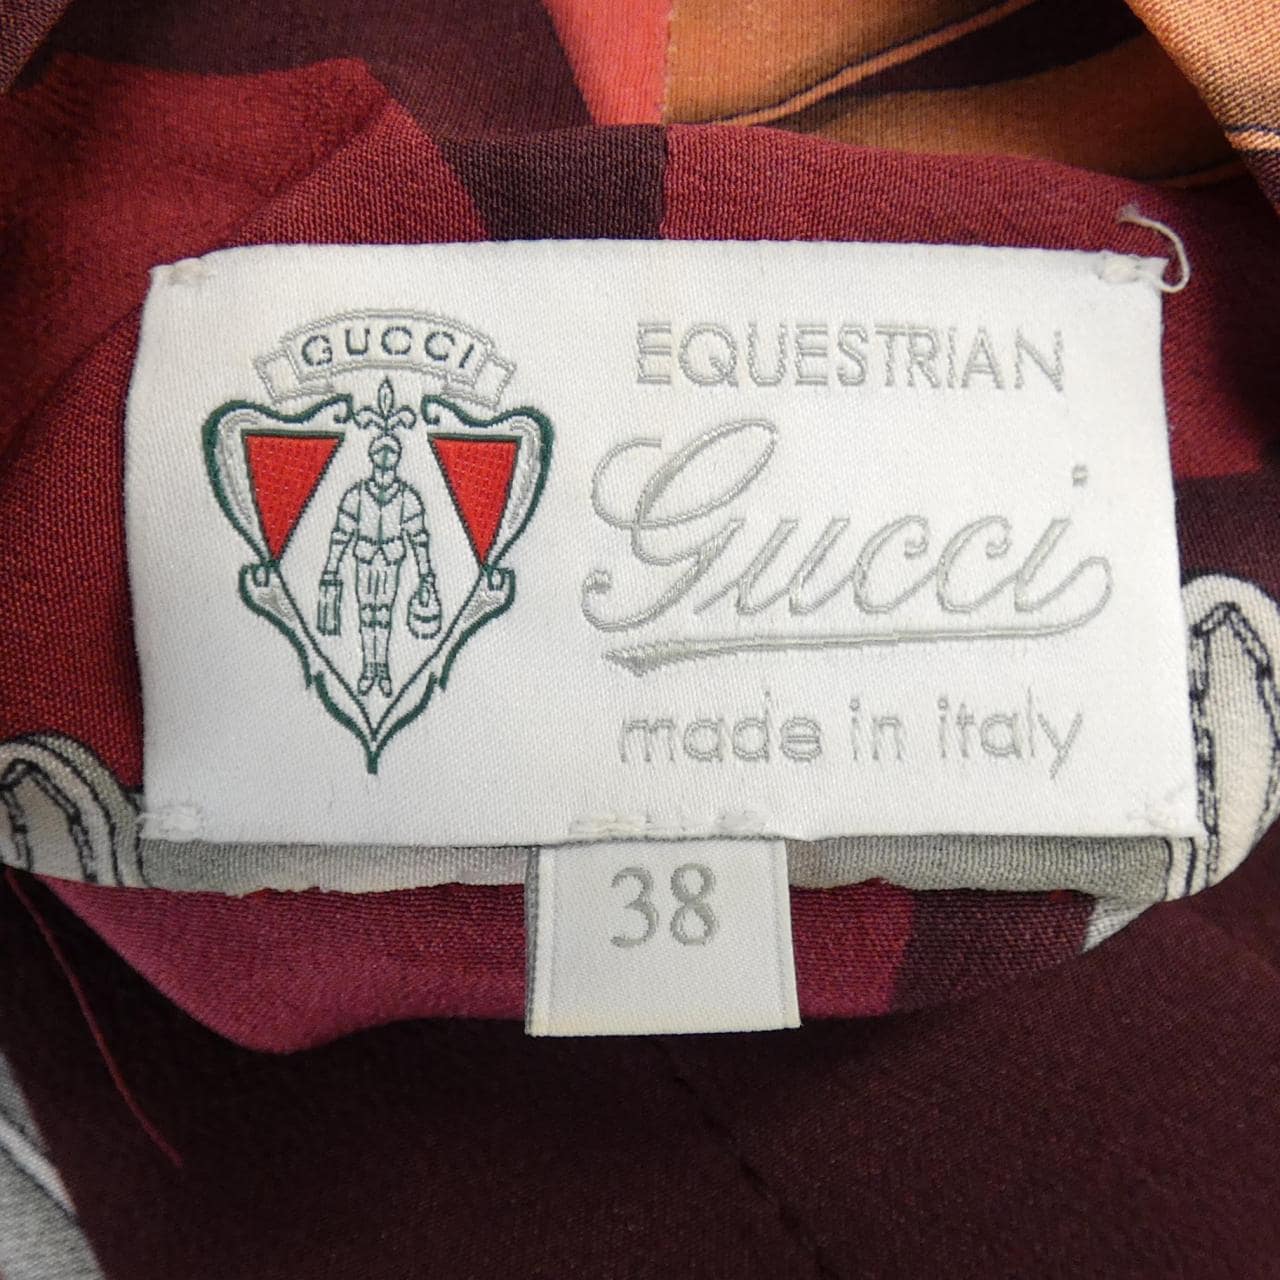 GUCCI
EQUESTRIAN
Gucci
made in italy
38